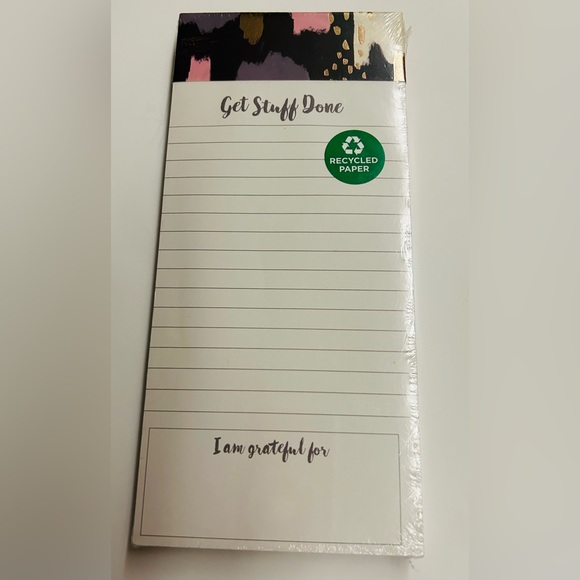 Get Stuff Done
RECYCLED
PAPER
I am grateful for